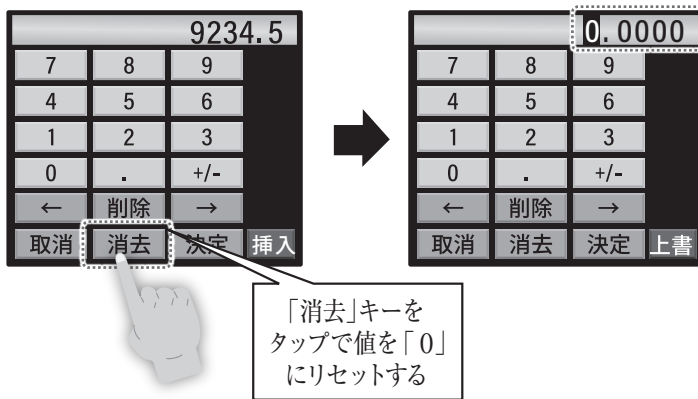 9234.5
7 8 9
4 5 6
1 2 3
0 . +/-
← 削除 →
取消 消去 決定 挿入
0.0000
7 8 9
4 5 6
1 2 3
0 . +/-
← 削除 →
取消 消去 決定 上書
「消去」キーを
タップで値を「0」
にリセットする